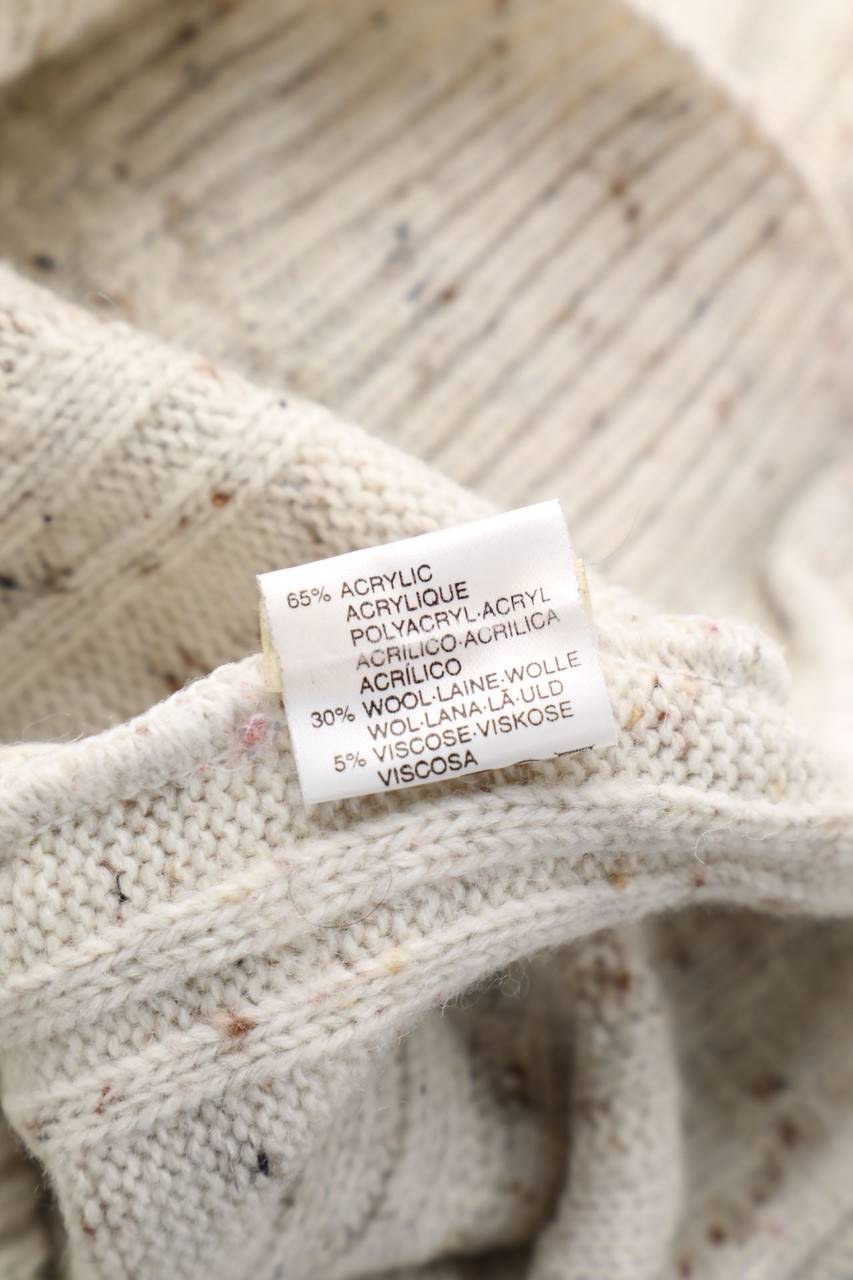 65% ACRYLIC
ACRYLIQUE
POLYACRYL·ACRYL
ACRILICO·ACRILICA
ACRÍLICO
30% WOOL·LAINE·WOLLE
WOL·LANA·LÃ·ULD
5% VISCOSE·VISKOSE
VISCOSA